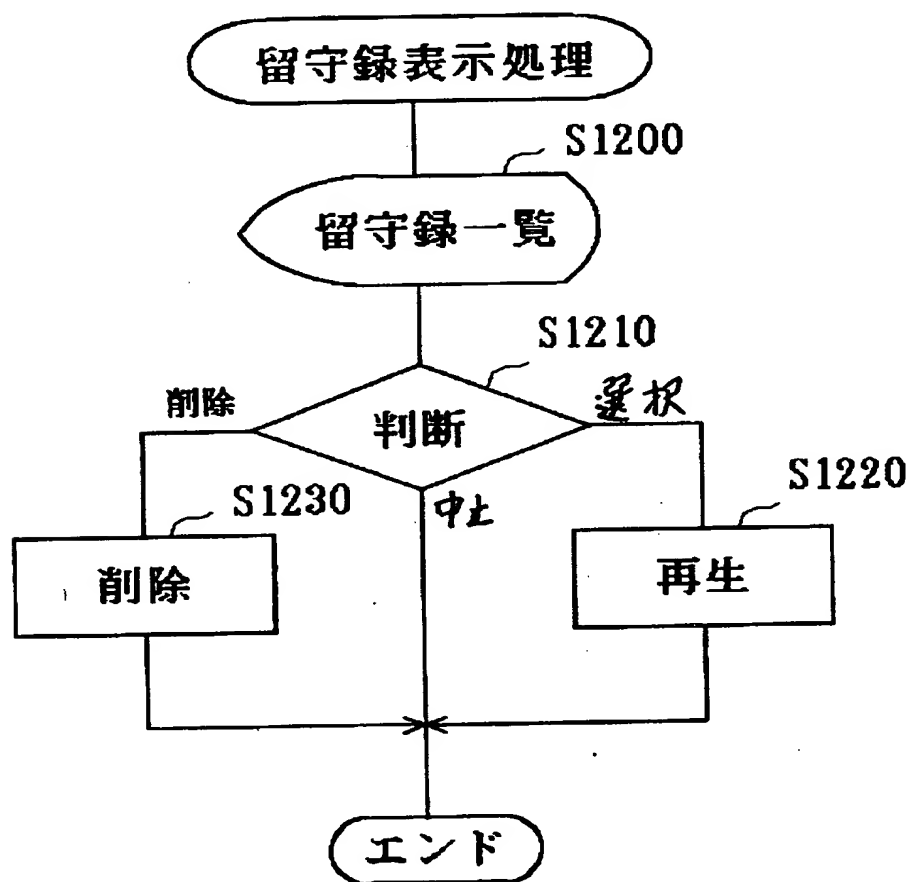 留守録表示処理
S1200
留守録一覧
S1210
削除
判断
選択
S1220
S1230
中止
削除
再生
エンド